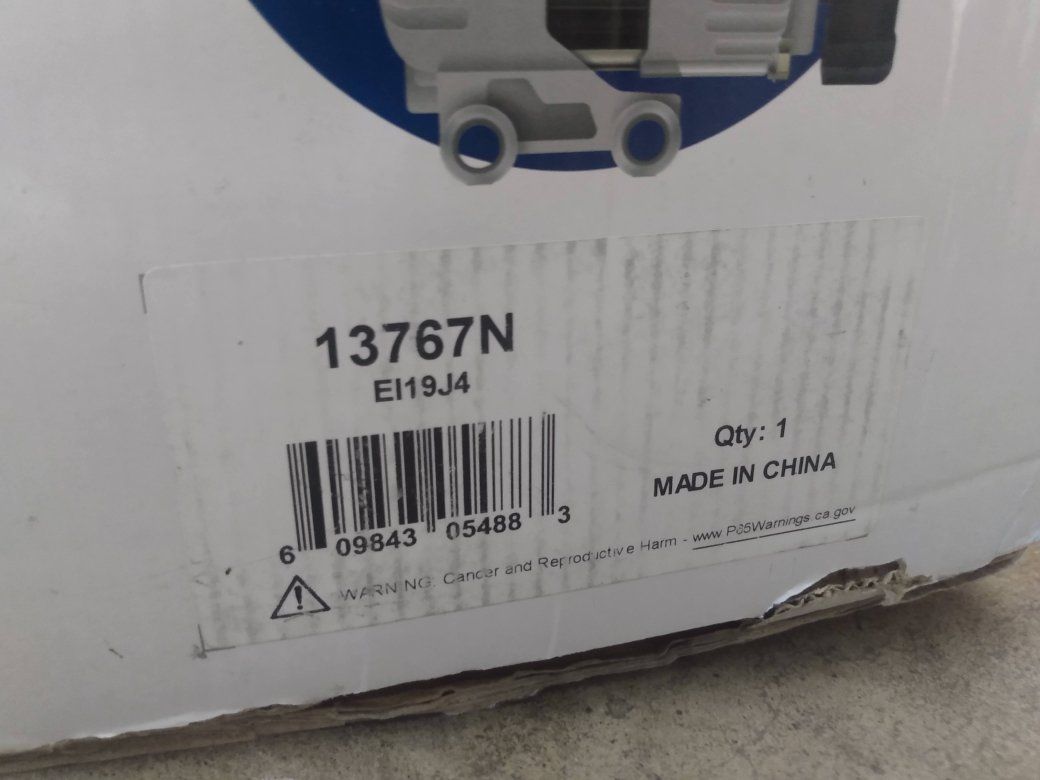 13767N
EI19J4
Qty: 1
MADE IN CHINA
6 09843 05488 3
WARNING: Cancer and Reproductive Harm - www.P65Warnings.ca.gov